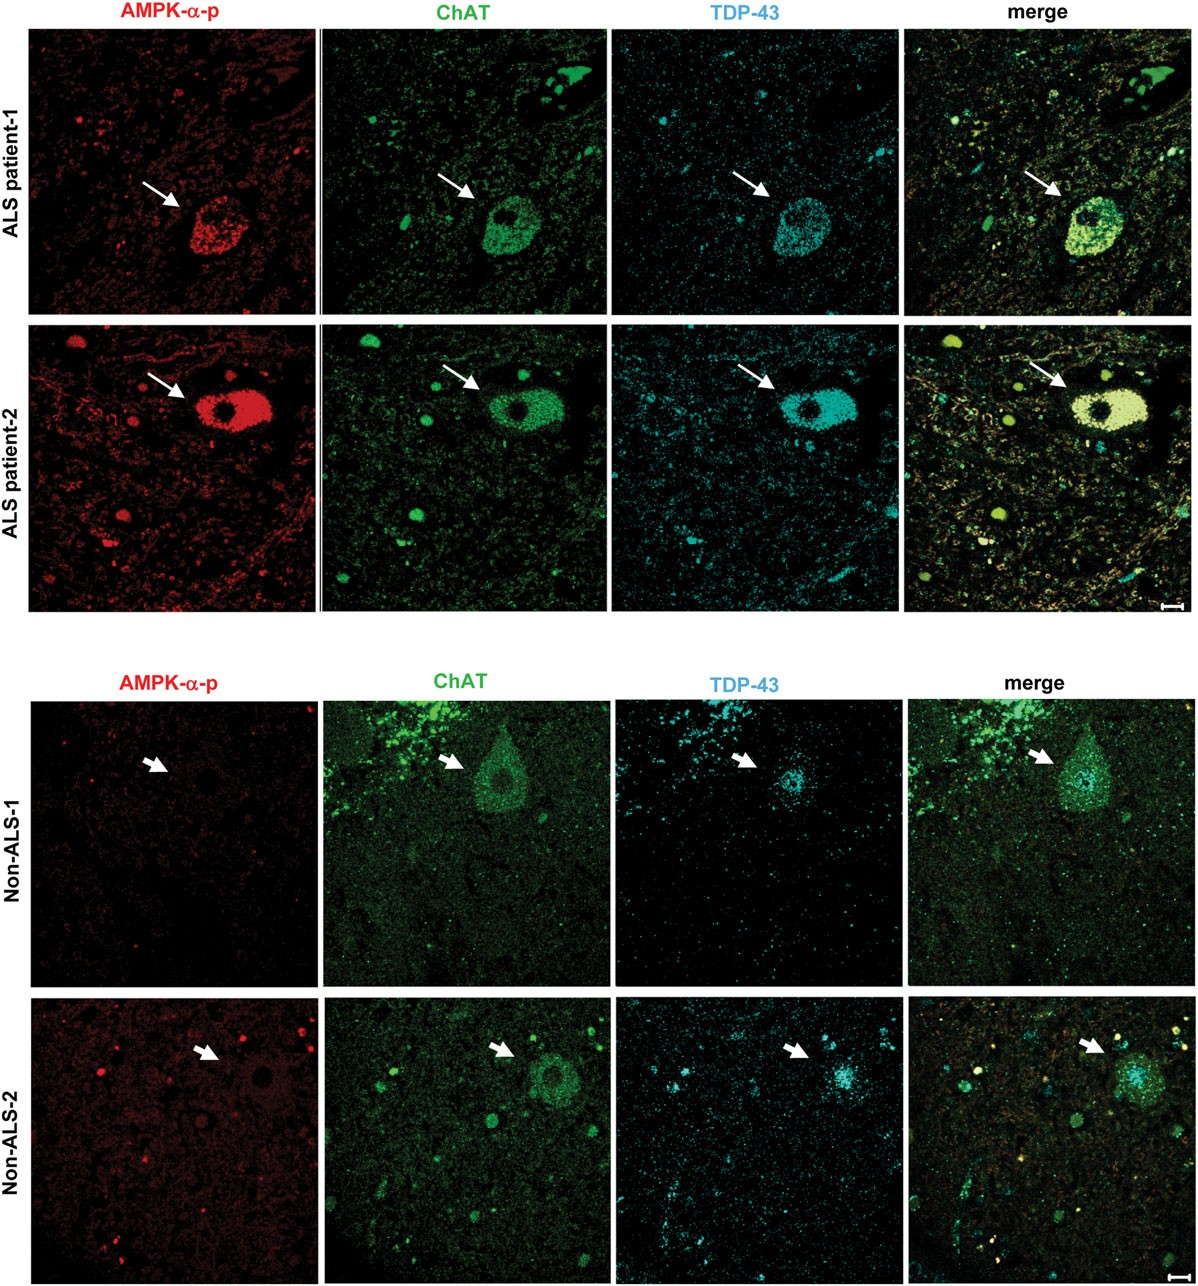 AMPK-α-p ChAT TDP-43 merge
ALS patient-1
ALS patient-2
AMPK-α-p ChAT TDP-43 merge
Non-ALS-1
Non-ALS-2